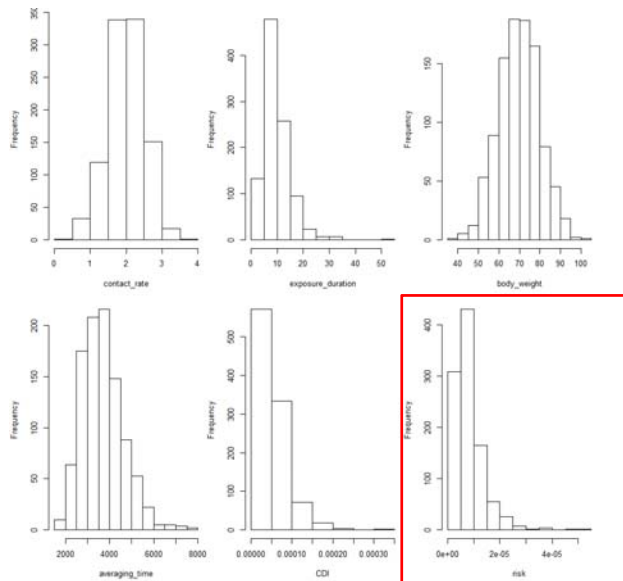 Frequency
0 50 100 150 200 250 300 350
0 1 2 3 4
contact_rate
Frequency
0 100 200 300 400
0 10 20 30 40 50
exposure_duration
Frequency
0 50 100 150
40 50 60 70 80 90 100
body_weight
Frequency
0 50 100 150 200
2000 4000 6000 8000
averaging_time
Frequency
0 100 200 300 400 500
0.00000 0.00010 0.00020 0.00030
CDI
Frequency
0 100 200 300 400
0e+00 2e-05 4e-05
risk